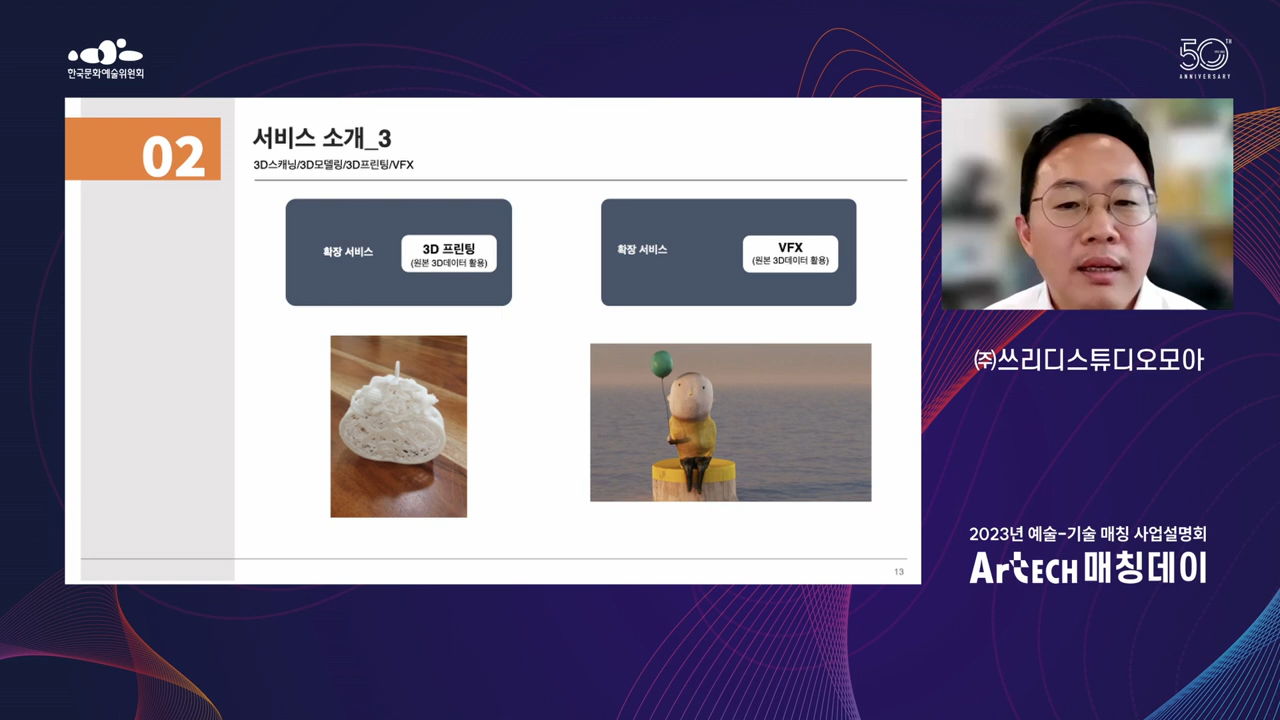 한국문화예술위원회
50TH
ANNIVERSARY
02
서비스 소개_3
3D스캐닝/3D모델링/3D프린팅/VFX
확장 서비스
3D 프린팅
(원본 3D데이터 활용)
확장 서비스
VFX
(원본 3D데이터 활용)
13
㈜쓰리디스튜디오모아
2023년 예술-기술 매칭 사업설명회
ArtECH 매칭데이